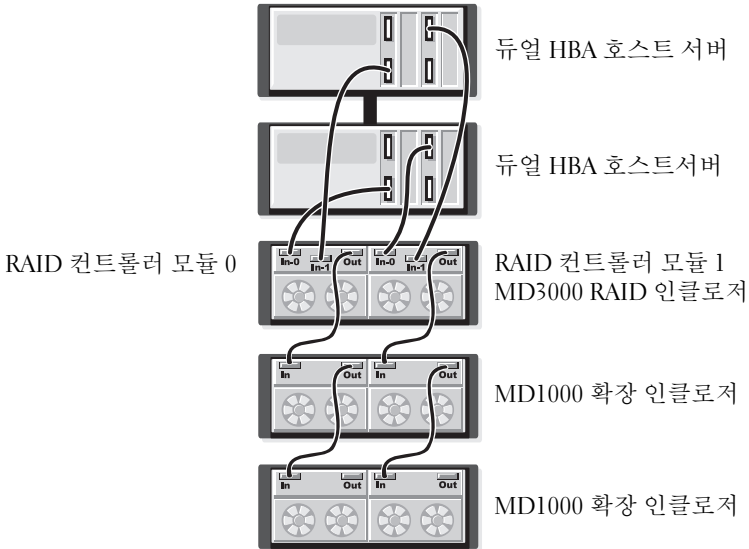 듀얼 HBA 호스트 서버
듀얼 HBA 호스트서버
RAID 컨트롤러 모듈 0
In-0 In-1 Out In-0 In-1 Out
RAID 컨트롤러 모듈 1
MD3000 RAID 인클로저
In Out In Out
MD1000 확장 인클로저
In Out In Out
MD1000 확장 인클로저